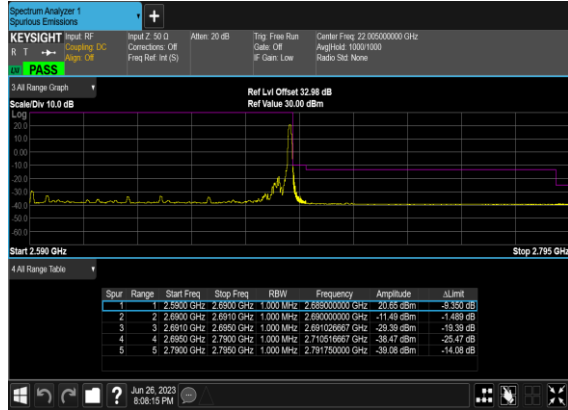 Spectrum Analyzer 1
Spurious Emissions
+
KEYSIGHT Input: RF Input Z: 50 Ω Atten: 20 dB Trig: Free Run Center Freq: 22.005000000 GHz
R T Coupling: DC Corrections: Off Gate: Off Avg|Hold: 1000/1000
Align: Off Freq Ref: Int (S) IF Gain: Low Radio Std: None
PASS
3 All Range Graph
Ref Lvl Offset 32.98 dB
Scale/Div 10.0 dB Ref Value 30.00 dBm
Log
20.0
10.0
0.00
-10.0
-20.0
-30.0
-40.0
-50.0
-60.0
Start 2.590 GHz Stop 2.795 GHz
4 All Range Table
Spur Range Start Freq Stop Freq RBW Frequency Amplitude ΔLimit
1 1 2.5900 GHz 2.6900 GHz 1.000 MHz 2.689000000 GHz 20.65 dBm -9.350 dB
2 2 2.6900 GHz 2.6910 GHz 1.000 MHz 2.690000000 GHz -11.49 dBm -1.489 dB
3 3 2.6910 GHz 2.6950 GHz 1.000 MHz 2.691026667 GHz -29.39 dBm -19.39 dB
4 4 2.6950 GHz 2.7900 GHz 1.000 MHz 2.710516667 GHz -38.47 dBm -25.47 dB
5 5 2.7900 GHz 2.7950 GHz 1.000 MHz 2.791750000 GHz -39.08 dBm -14.08 dB
? Jun 26, 2023
8:08:15 PM